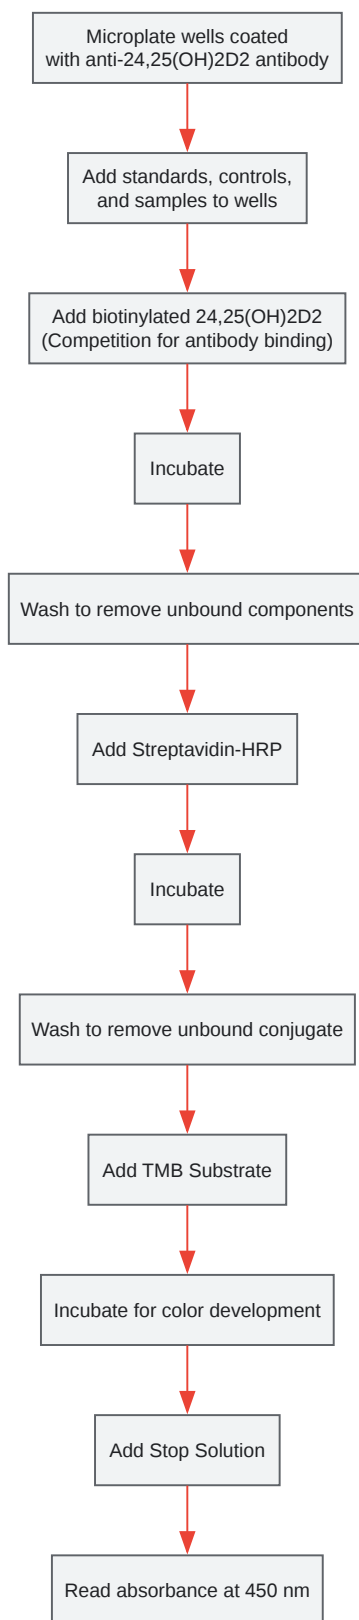 Microplate wells coated
with anti-24,25(OH)2D2 antibody
Add standards, controls,
and samples to wells
Add biotinylated 24,25(OH)2D2
(Competition for antibody binding)
Incubate
Wash to remove unbound components
Add Streptavidin-HRP
Incubate
Wash to remove unbound conjugate
Add TMB Substrate
Incubate for color development
Add Stop Solution
Read absorbance at 450 nm